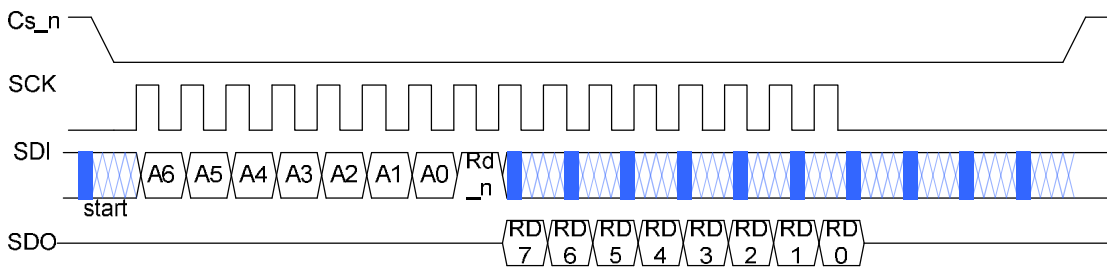 Cs_n
SCK
SDI
A6 A5 A4 A3 A2 A1 A0 Rd
_n
start
SDO
RD RD RD RD RD RD RD RD
7 6 5 4 3 2 1 0